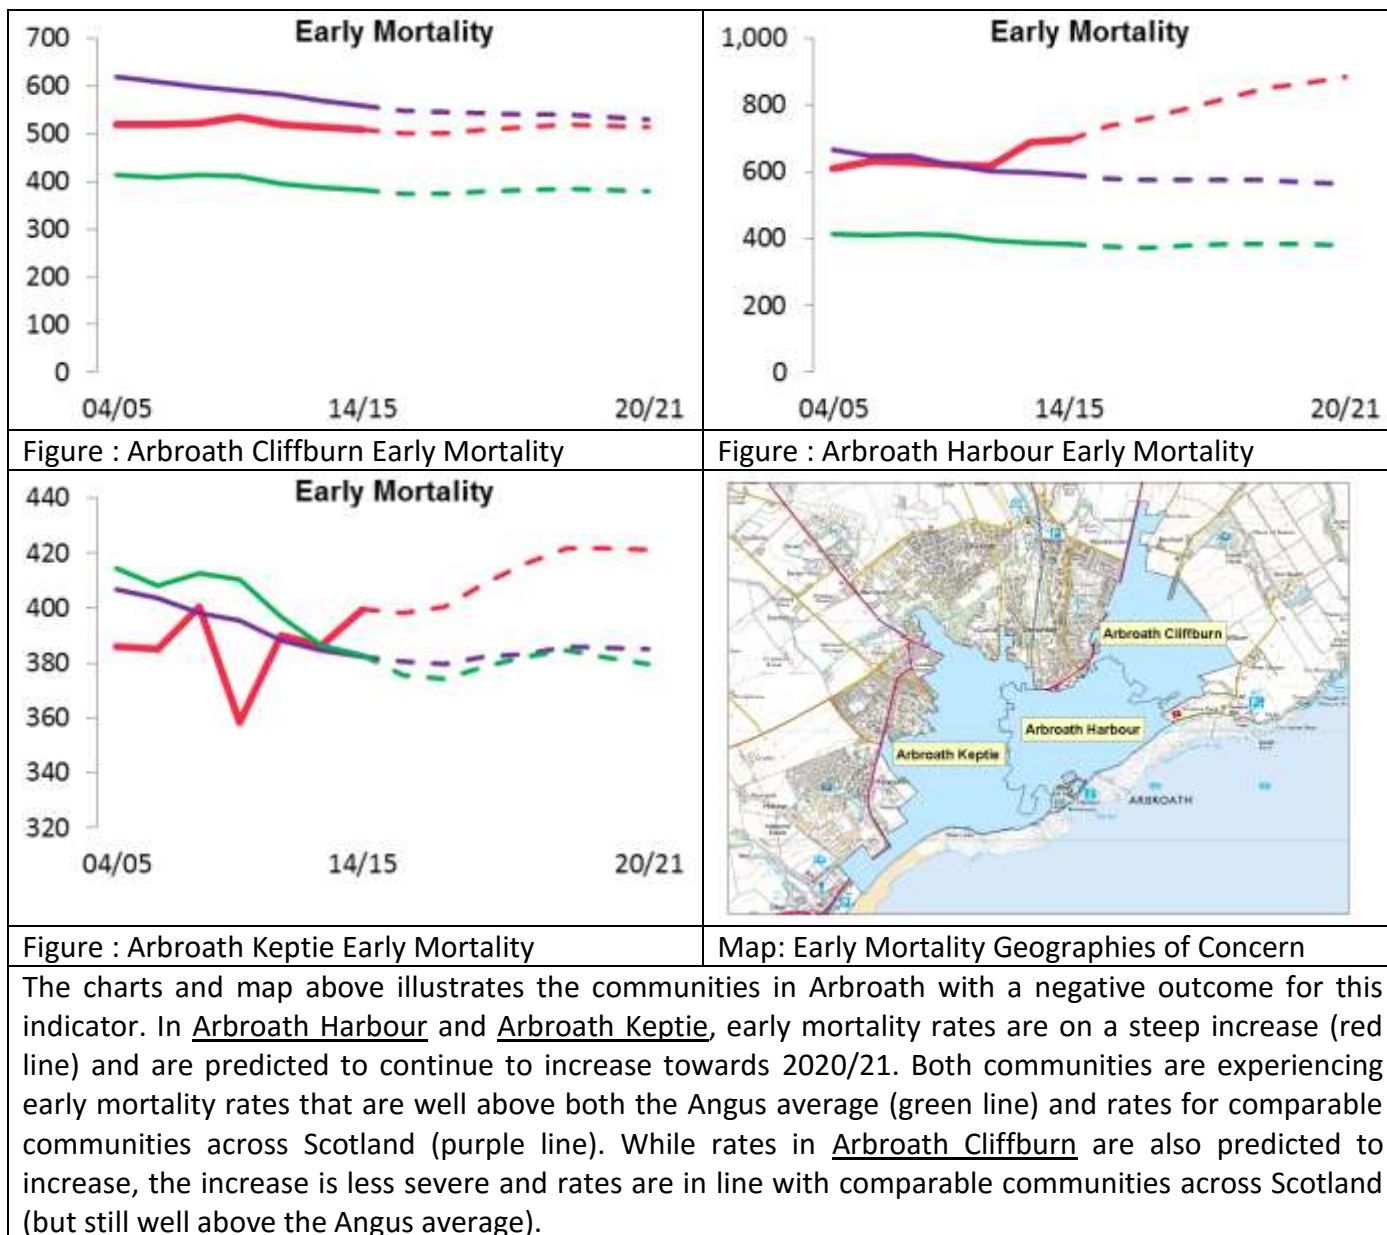 Early Mortality
700
600
500
400
300
200
100
0
04/05 14/15 20/21
Figure : Arbroath Cliffburn Early Mortality
Early Mortality
1,000
800
600
400
200
0
04/05 14/15 20/21
Figure : Arbroath Harbour Early Mortality
Early Mortality
440
420
400
380
360
340
320
04/05 14/15 20/21
Figure : Arbroath Keptie Early Mortality
Arbroath Cliffburn
Arbroath Harbour
Arbroath Keptie
ARBROATH
Map: Early Mortality Geographies of Concern
The charts and map above illustrates the communities in Arbroath with a negative outcome for this
indicator. In Arbroath Harbour and Arbroath Keptie, early mortality rates are on a steep increase (red
line) and are predicted to continue to increase towards 2020/21. Both communities are experiencing
early mortality rates that are well above both the Angus average (green line) and rates for comparable
communities across Scotland (purple line). While rates in Arbroath Cliffburn are also predicted to
increase, the increase is less severe and rates are in line with comparable communities across Scotland
(but still well above the Angus average).